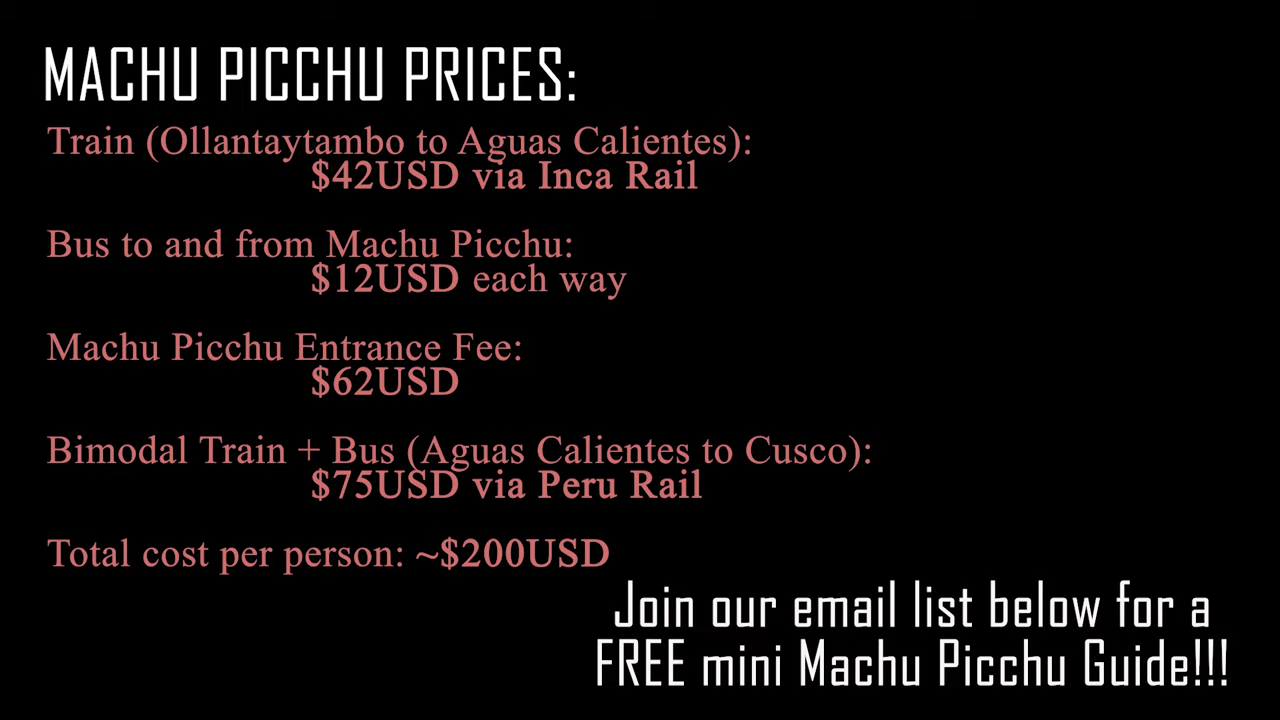 MACHU PICCHU PRICES:
Train (Ollantaytambo to Aguas Calientes):
$42USD via Inca Rail
Bus to and from Machu Picchu:
$12USD each way
Machu Picchu Entrance Fee:
$62USD
Bimodal Train + Bus (Aguas Calientes to Cusco):
$75USD via Peru Rail
Total cost per person: ~$200USD
Join our email list below for a
FREE mini Machu Picchu Guide!!!